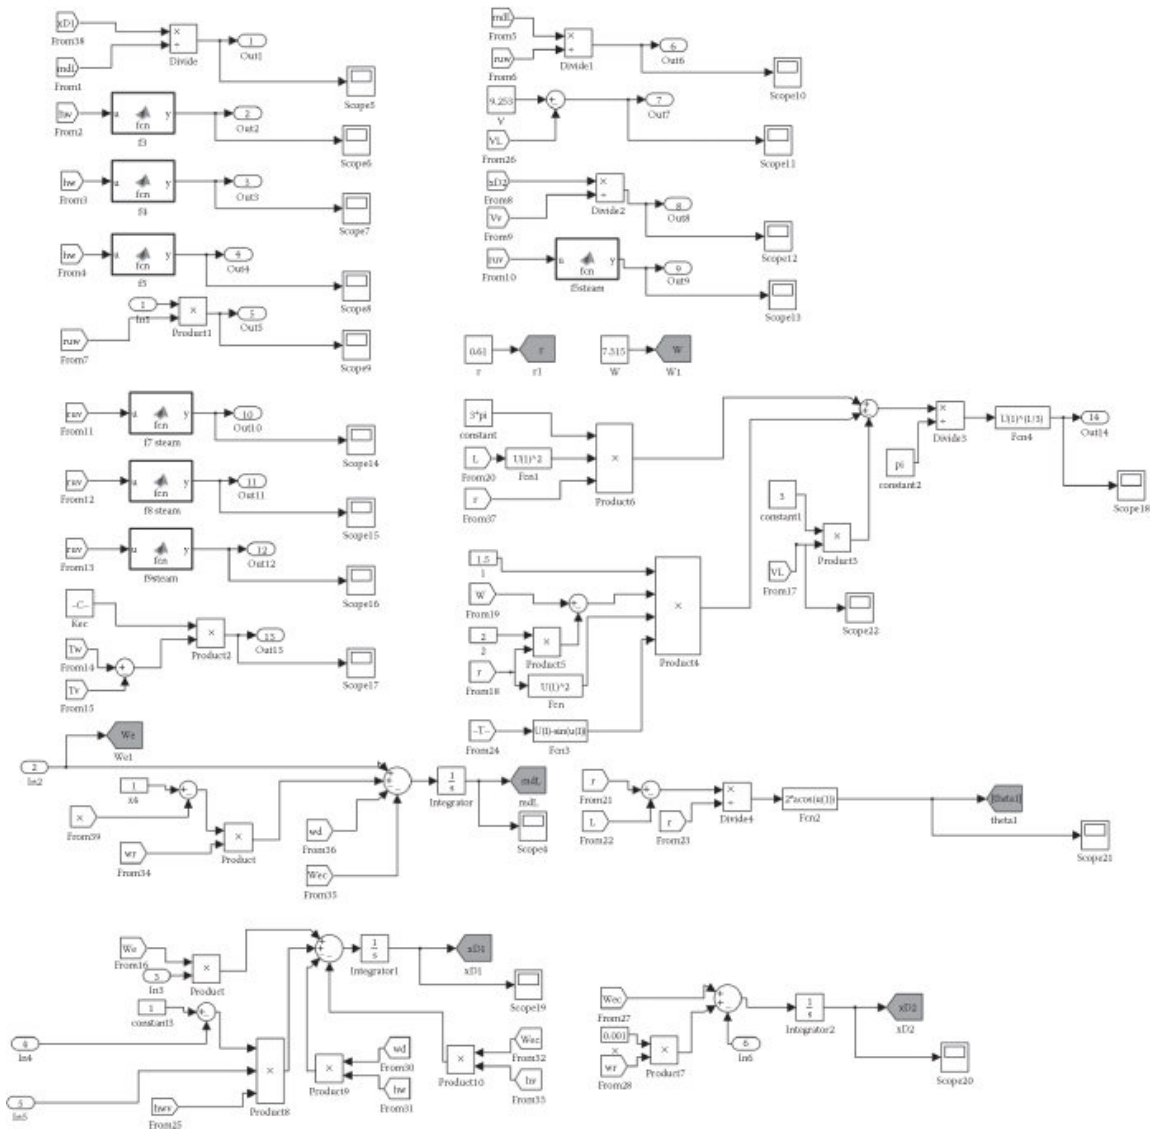 xD1
From38
mdL
From1
×
÷
Divide
1
Out1
Scope5
hw
From2
u
fcn
y
f3
2
Out2
Scope6
hw
From3
u
fcn
y
f4
3
Out3
Scope7
hw
From4
u
fcn
y
f5
4
Out4
Scope8
1
In1
ruw
From7
×
Product1
5
Out5
Scope9
ruv
From11
u
fcn
y
f7 steam
10
Out10
Scope14
ruv
From12
u
fcn
y
f8 steam
11
Out11
Scope15
ruv
From13
u
fcn
y
f9steam
12
Out12
Scope16
-C-
Kec
Tw
From14
Tv
From15
×
Product2
13
Out13
Scope17
mdL
From5
ruw
From6
×
÷
Divide1
6
Out6
Scope10
9.253
V
VL
From26
7
Out7
Scope11
xD2
From8
Vv
From9
×
÷
Divide2
8
Out8
Scope12
ruv
From10
u
fcn
y
f5steam
9
Out9
Scope13
0.61
r
r
r1
7.315
W
W
W1
3*pi
constant
L
From20
U(1)^2
Fcn1
r
From37
×
Product6
×
÷
Divide3
pi
constant2
U(1)^(1/3)
Fcn4
14
Out14
Scope18
3
constant1
VL
From17
×
Product3
Scope22
1.5
1
W
From19
2
2
×
Product5
r
From18
U(1)^2
Fcn
-T-
From24
U(1)-sin(u(1))
Fcn3
×
Product4
2
In2
We
We1
1
x4
×
From39
wr
From34
×
Product
wd
From36
Wec
From35
1
s
Integrator
mdL
mdL
Scope4
r
From21
L
From22
r
From23
×
÷
Divide4
2*acos(u(1))
Fcn2
[theta1]
theta1
Scope21
We
From16
3
In3
×
Product
1
constant3
4
In4
5
In5
hwv
From25
×
Product8
×
Product9
wd
From30
hw
From31
1
s
Integrator1
xD1
xD1
Scope19
×
Product10
Wec
From32
hv
From33
Wec
From27
0.001
×
wr
From28
×
Product7
6
In6
1
s
Integrator2
xD2
xD2
Scope20